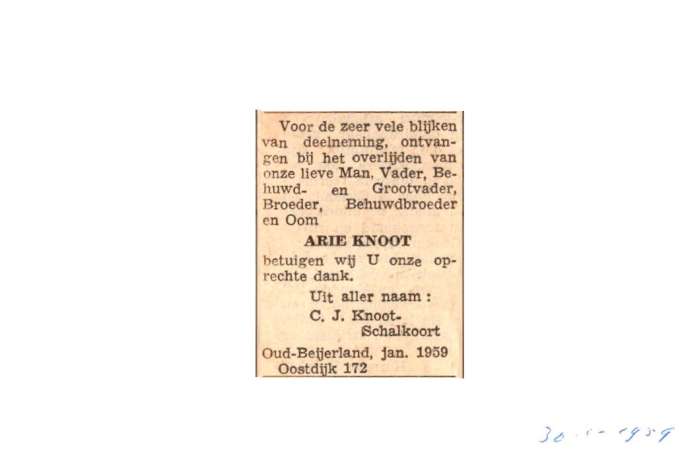 Voor de zeer vele blijken
van deelneming, ontvan-
gen bij het overlijden van
onze lieve Man, Vader, Be-
huwd- en Grootvader,
Broeder, Behuwdbroeder
en Oom
ARIE KNOOT
betuigen wij U onze op-
rechte dank.
Uit aller naam :
C. J. Knoot-
Schalkoort
Oud-Beijerland, jan. 1959
Oostdijk 172
30 1959